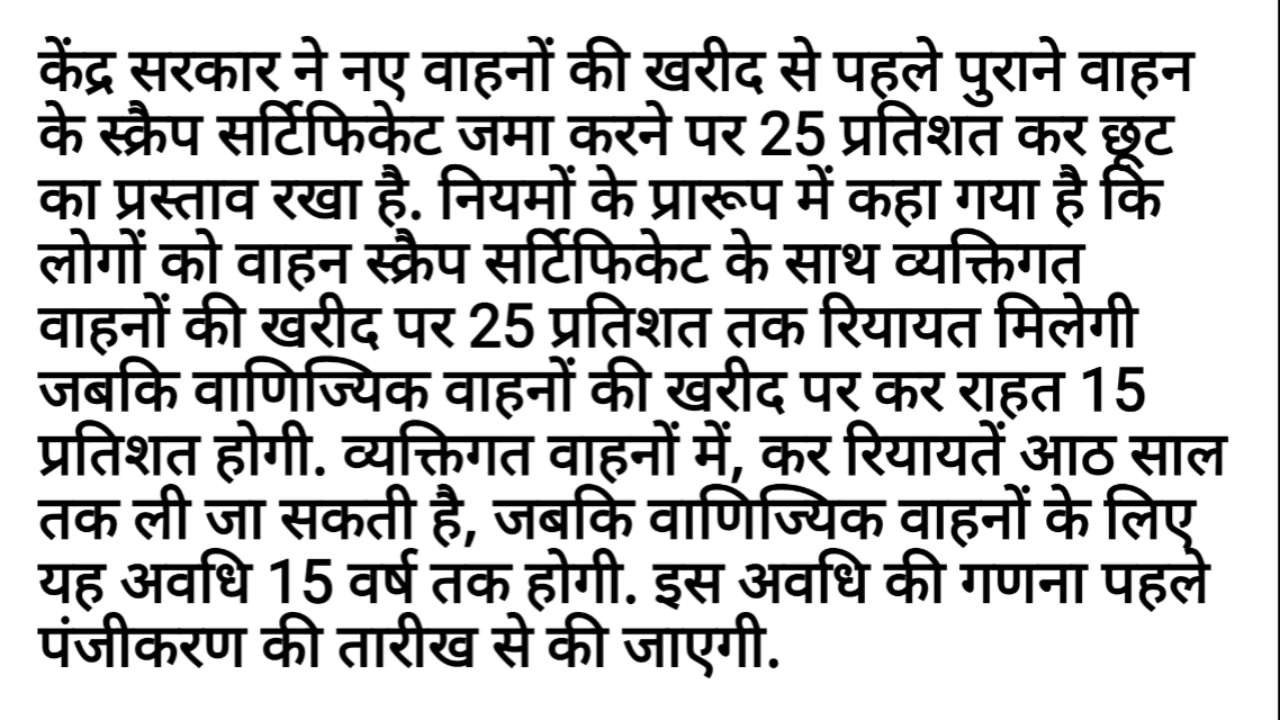 केंद्र सरकार ने नए वाहनों की खरीद से पहले पुराने वाहन
के स्क्रैप सर्टिफिकेट जमा करने पर 25 प्रतिशत कर छूट
का प्रस्ताव रखा है. नियमों के प्रारूप में कहा गया है कि
लोगों को वाहन स्क्रैप सर्टिफिकेट के साथ व्यक्तिगत
वाहनों की खरीद पर 25 प्रतिशत तक रियायत मिलेगी
जबकि वाणिज्यिक वाहनों की खरीद पर कर राहत 15
प्रतिशत होगी. व्यक्तिगत वाहनों में, कर रियायतें आठ साल
तक ली जा सकती है, जबकि वाणिज्यिक वाहनों के लिए
यह अवधि 15 वर्ष तक होगी. इस अवधि की गणना पहले
पंजीकरण की तारीख से की जाएगी.